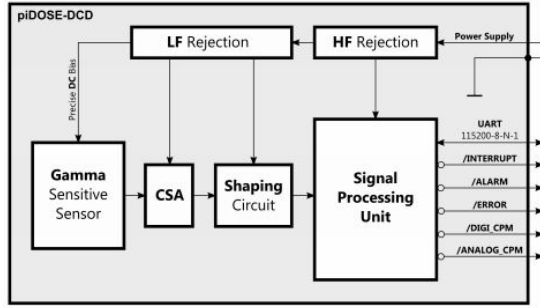 piDOSE-DCD
LF Rejection
HF Rejection
Power Supply
Precise DC Bias
Gamma
Sensitive
Sensor
CSA
Shaping
Circuit
Signal
Processing
Unit
UART
115200-8-N-1
/INTERRUPT
/ALARM
/ERROR
/DIGI_CPM
/ANALOG_CPM